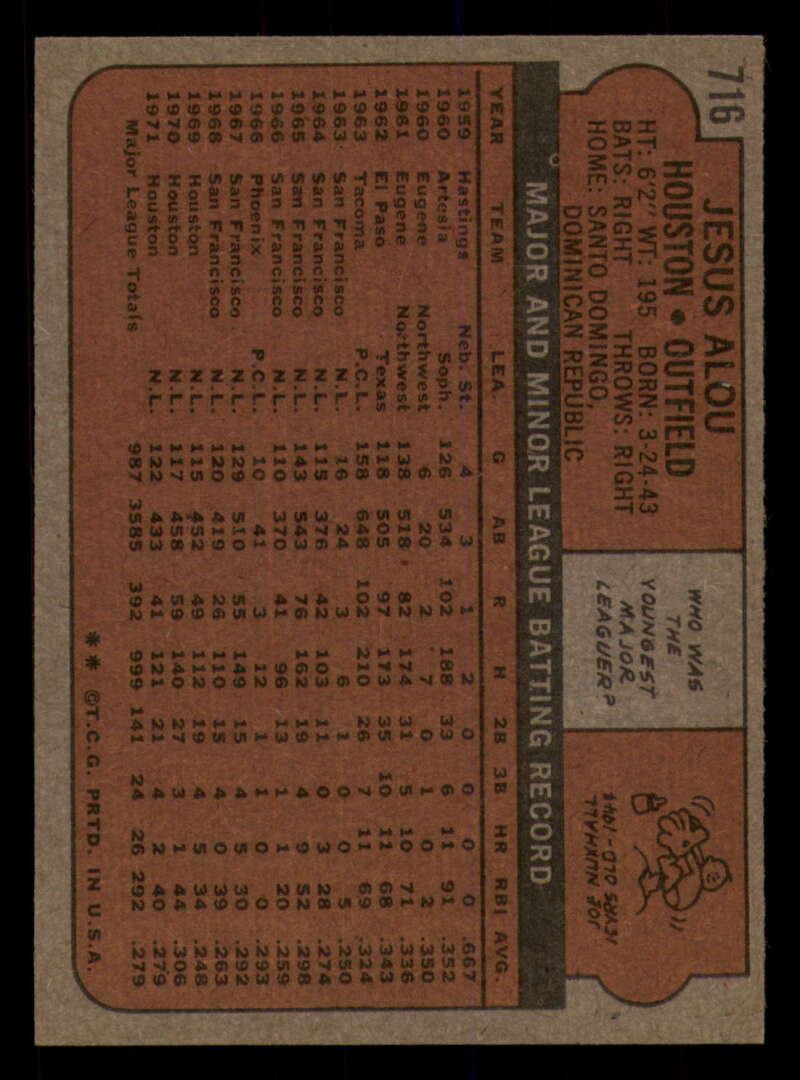 716
JESUS ALOU
HOUSTON • OUTFIELD
HT: 6'2" WT: 195 BORN: 3-24-43
BATS: RIGHT THROWS: RIGHT
HOME: SANTO DOMINGO,
DOMINICAN REPUBLIC
WHO WAS
THE
YOUNGEST
MAJOR
LEAGUER?
JOE NUXHALL
15 YRS OLD - 1944
MAJOR AND MINOR LEAGUE BATTING RECORD
YEAR TEAM LEA. G AB R H 2B 3B HR RBI AVG.
1959 Hastings Neb. St. 4 3 1 2 0 0 0 0 .667
1960 Artesia Soph. 126 534 102 188 33 6 11 91 .352
1960 Eugene Northwest 6 20 2 7 0 1 0 2 .350
1961 Eugene Northwest 138 518 82 174 31 5 10 71 .336
1962 El Paso Texas 118 505 97 173 35 10 11 68 .343
1963 Tacoma P.C.L. 158 648 102 210 26 7 11 69 .324
1963 San Francisco N.L. 16 24 3 6 1 0 0 5 .250
1964 San Francisco N.L. 115 376 42 103 11 0 3 28 .274
1965 San Francisco N.L. 143 543 76 162 19 4 9 52 .298
1966 San Francisco N.L. 110 370 41 96 13 1 1 20 .259
1966 Phoenix P.C.L. 10 41 3 12 1 1 0 0 .293
1967 San Francisco N.L. 129 510 55 149 15 4 5 30 .292
1968 San Francisco N.L. 120 419 26 110 15 4 0 39 .263
1969 Houston N.L. 115 452 49 112 19 4 5 34 .248
1970 Houston N.L. 117 458 59 140 27 3 1 44 .306
1971 Houston N.L. 122 433 41 121 21 4 2 40 .279
Major League Totals 987 3585 392 999 141 24 26 292 .279
** ©T.C.G. PRTD. IN U.S.A.